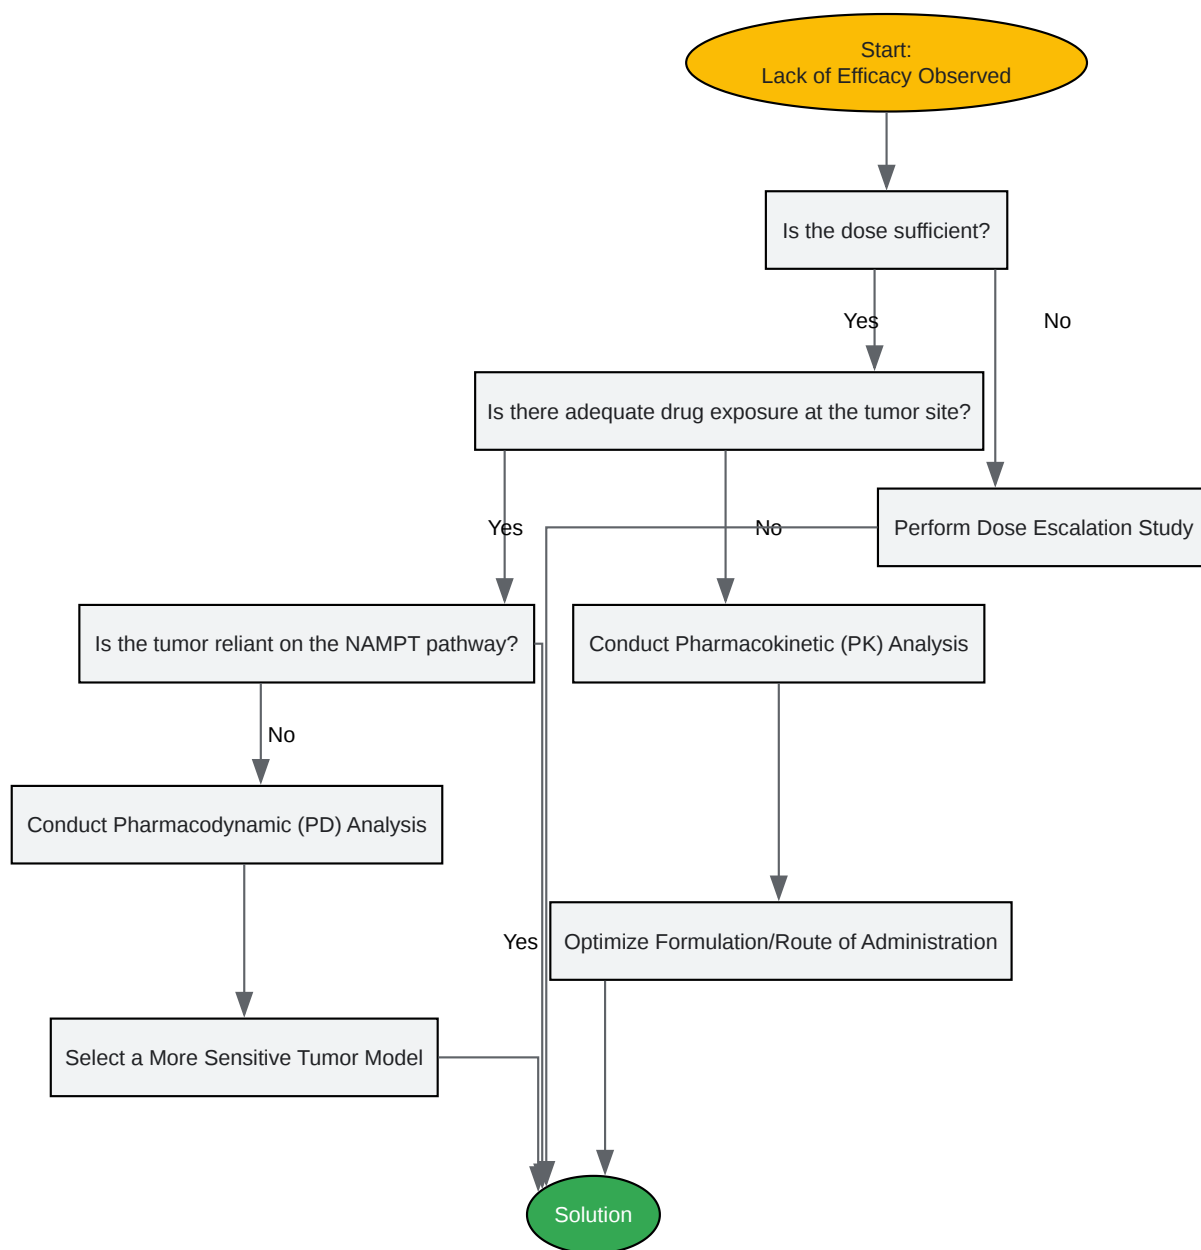 Start:
Lack of Efficacy Observed
Is the dose sufficient?
Yes
No
Is there adequate drug exposure at the tumor site?
Yes
No
Perform Dose Escalation Study
Is the tumor reliant on the NAMPT pathway?
Conduct Pharmacokinetic (PK) Analysis
No
Conduct Pharmacodynamic (PD) Analysis
Yes
Optimize Formulation/Route of Administration
Select a More Sensitive Tumor Model
Solution